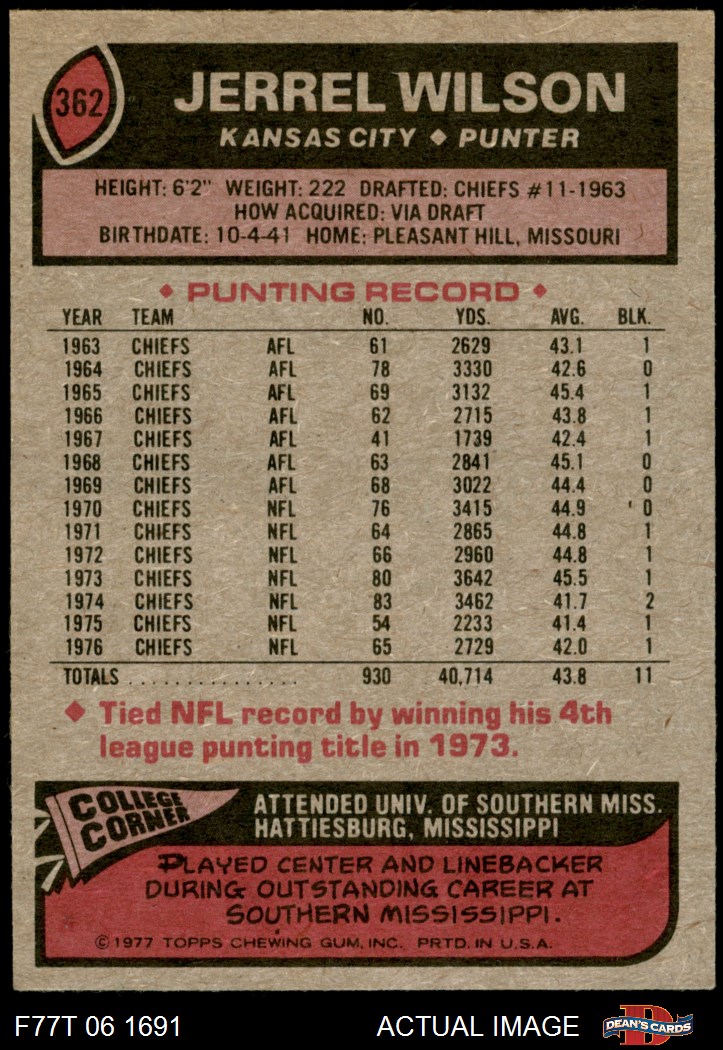 362
JERREL WILSON
KANSAS CITY ◆ PUNTER
HEIGHT: 6'2" WEIGHT: 222 DRAFTED: CHIEFS #11-1963
HOW ACQUIRED: VIA DRAFT
BIRTHDATE: 10-4-41 HOME: PLEASANT HILL, MISSOURI
◆ PUNTING RECORD ◆
YEAR TEAM NO. YDS. AVG. BLK.
1963 CHIEFS AFL 61 2629 43.1 1
1964 CHIEFS AFL 78 3330 42.6 0
1965 CHIEFS AFL 69 3132 45.4 1
1966 CHIEFS AFL 62 2715 43.8 1
1967 CHIEFS AFL 41 1739 42.4 1
1968 CHIEFS AFL 63 2841 45.1 0
1969 CHIEFS AFL 68 3022 44.4 0
1970 CHIEFS NFL 76 3415 44.9 0
1971 CHIEFS NFL 64 2865 44.8 1
1972 CHIEFS NFL 66 2960 44.8 1
1973 CHIEFS NFL 80 3642 45.5 1
1974 CHIEFS NFL 83 3462 41.7 2
1975 CHIEFS NFL 54 2233 41.4 1
1976 CHIEFS NFL 65 2729 42.0 1
TOTALS . . . . . . . . . . . . . . . . 930 40,714 43.8 11
◆ Tied NFL record by winning his 4th
league punting title in 1973.
COLLEGE
CORNER
ATTENDED UNIV. OF SOUTHERN MISS.
HATTIESBURG, MISSISSIPPI
PLAYED CENTER AND LINEBACKER
DURING OUTSTANDING CAREER AT
SOUTHERN MISSISSIPPI.
© 1977 TOPPS CHEWING GUM, INC. PRTD. IN U.S.A.
F77T 06 1691 ACTUAL IMAGE
D
DEAN'S CARDS